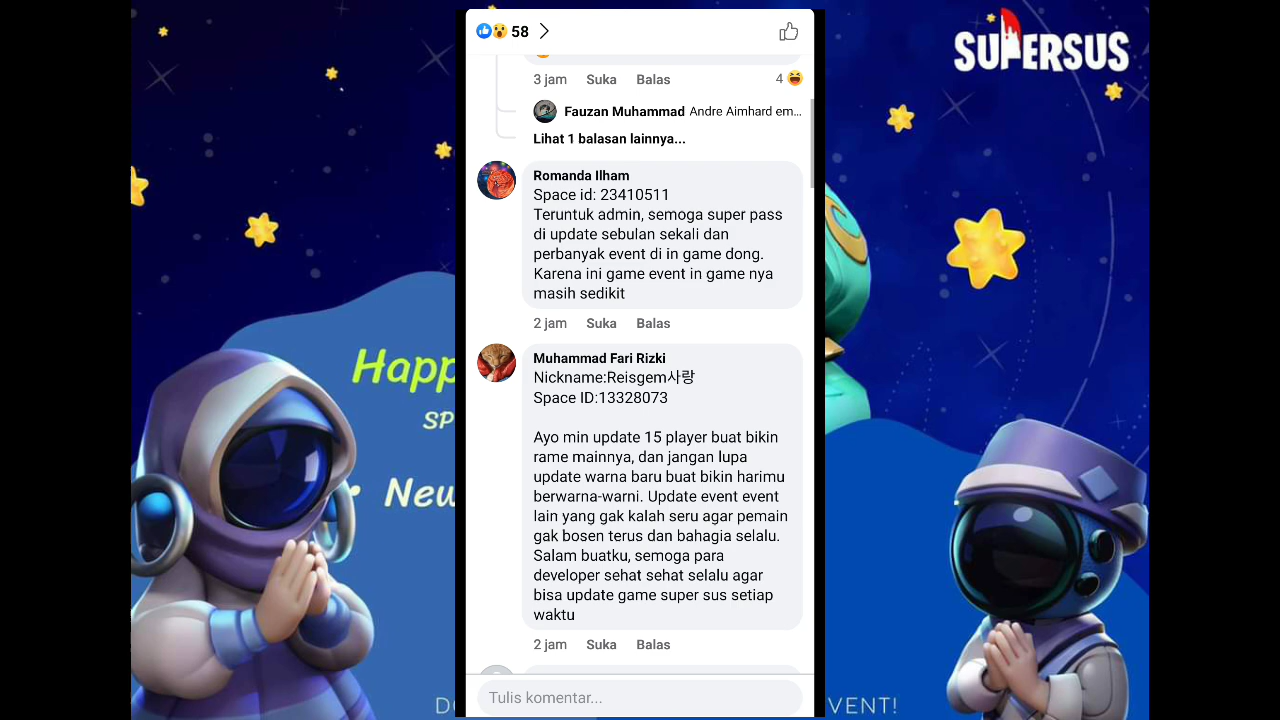 58
SUPERSUS
3 jam Suka Balas 4
Fauzan Muhammad Andre Aimhard em...
Lihat 1 balasan lainnya...
Romanda Ilham
Space id: 23410511
Teruntuk admin, semoga super pass
di update sebulan sekali dan
perbanyak event di in game dong.
Karena ini game event in game nya
masih sedikit
2 jam Suka Balas
Muhammad Fari Rizki
Nickname:Reisgem사랑
Space ID:13328073
Ayo min update 15 player buat bikin
rame mainnya, dan jangan lupa
update warna baru buat bikin harimu
berwarna-warni. Update event event
lain yang gak kalah seru agar pemain
gak bosen terus dan bahagia selalu.
Salam buatku, semoga para
developer sehat sehat selalu agar
bisa update game super sus setiap
waktu
2 jam Suka Balas
Tulis komentar...
Happ
SP
New
DO
VENT!